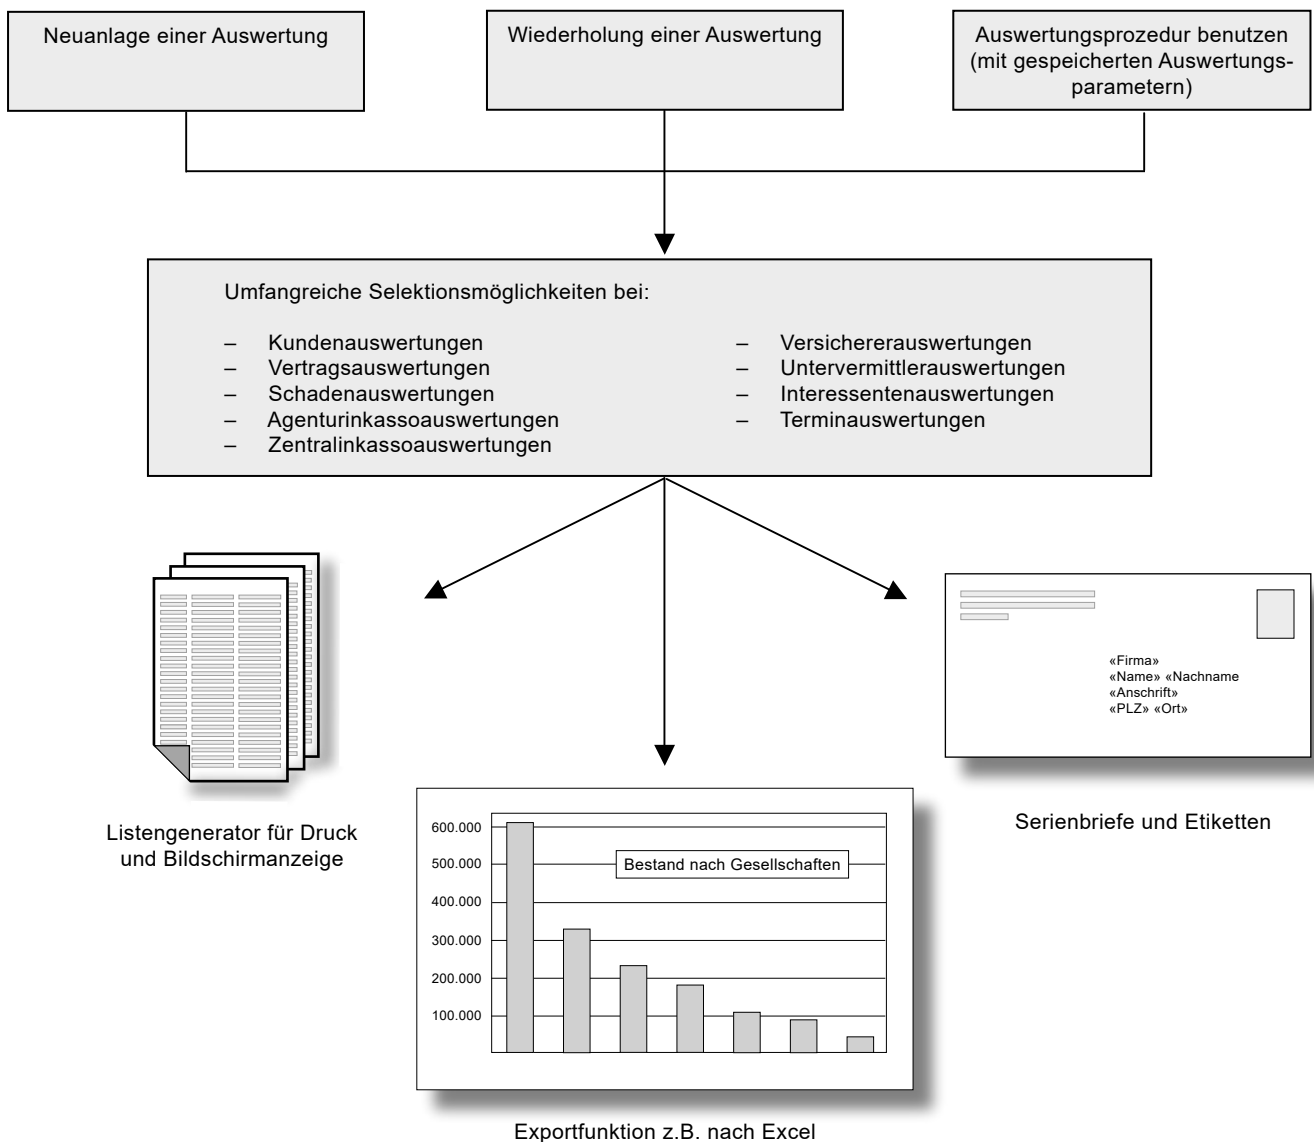 Neuanlage einer Auswertung
Wiederholung einer Auswertung
Auswertungsprozedur benutzen
(mit gespeicherten Auswertungs-
parametern)
Umfangreiche Selektionsmöglichkeiten bei:
– Kundenauswertungen
– Vertragsauswertungen
– Schadenauswertungen
– Agenturinkassoauswertungen
– Zentralinkassoauswertungen
– Versichererauswertungen
– Untervermittlerauswertungen
– Interessentenauswertungen
– Terminauswertungen
«Firma»
«Name» «Nachname
«Anschrift»
«PLZ» «Ort»
Listengenerator für Druck
und Bildschirmanzeige
Serienbriefe und Etiketten
Bestand nach Gesellschaften
600.000
500.000
400.000
300.000
200.000
100.000
Exportfunktion z.B. nach Excel